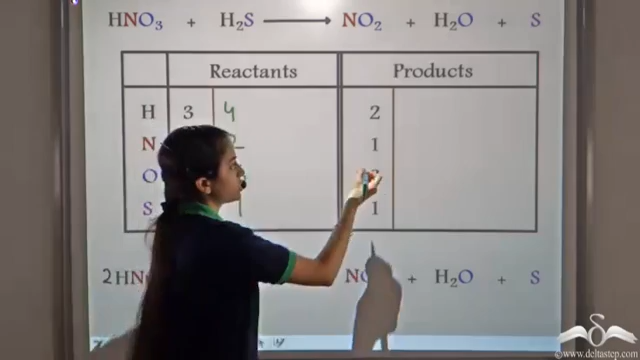 HNO₃ + H₂S ⟶ NO₂ + H₂O + S
Reactants Products
H 3 4 2
N 1
O
S 1
2HN + H₂O + S
©www.deltastep.com